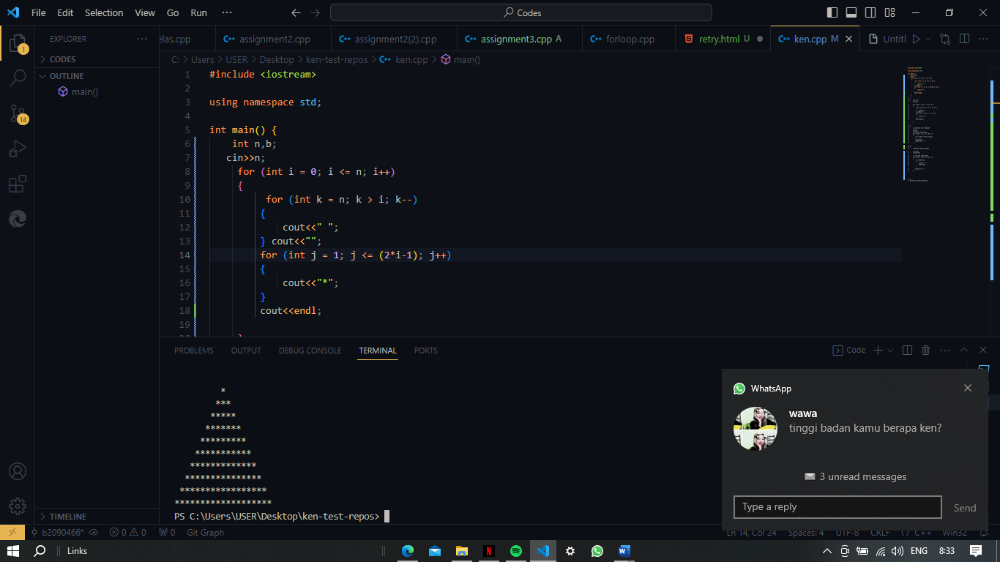 File Edit Selection View Go Run ··· Codes
EXPLORER ···
CODES
OUTLINE
main()
TIMELINE
1
14
elas.cpp assignment2.cpp assignment2(2).cpp assignment3.cpp A forloop.cpp retry.html U ken.cpp M Untitl
C: > Users > USER > Desktop > ken-test-repos > ken.cpp > main()
1 #include <iostream>
2
3 using namespace std;
4
5 int main() {
6 int n,b;
7 cin>>n;
8 for (int i = 0; i <= n; i++)
9 {
10 for (int k = n; k > i; k--)
11 {
12 cout<<" ";
13 } cout<<"";
14 for (int j = 1; j <= (2*i-1); j++)
15 {
16 cout<<"*";
17 }
18 cout<<endl;
19
PROBLEMS OUTPUT DEBUG CONSOLE TERMINAL PORTS
Code
*
***
*****
*******
*********
***********
*************
***************
*****************
*******************
PS C:\Users\USER\Desktop\ken-test-repos>
WhatsApp
wawa
tinggi badan kamu berapa ken?
3 unread messages
Type a reply Send
b2090466* 0 0 0 Git Graph Ln 14, Col 24 Spaces: 4 UTF-8 CRLF {} C++ Win32
Links
ENG 8:33